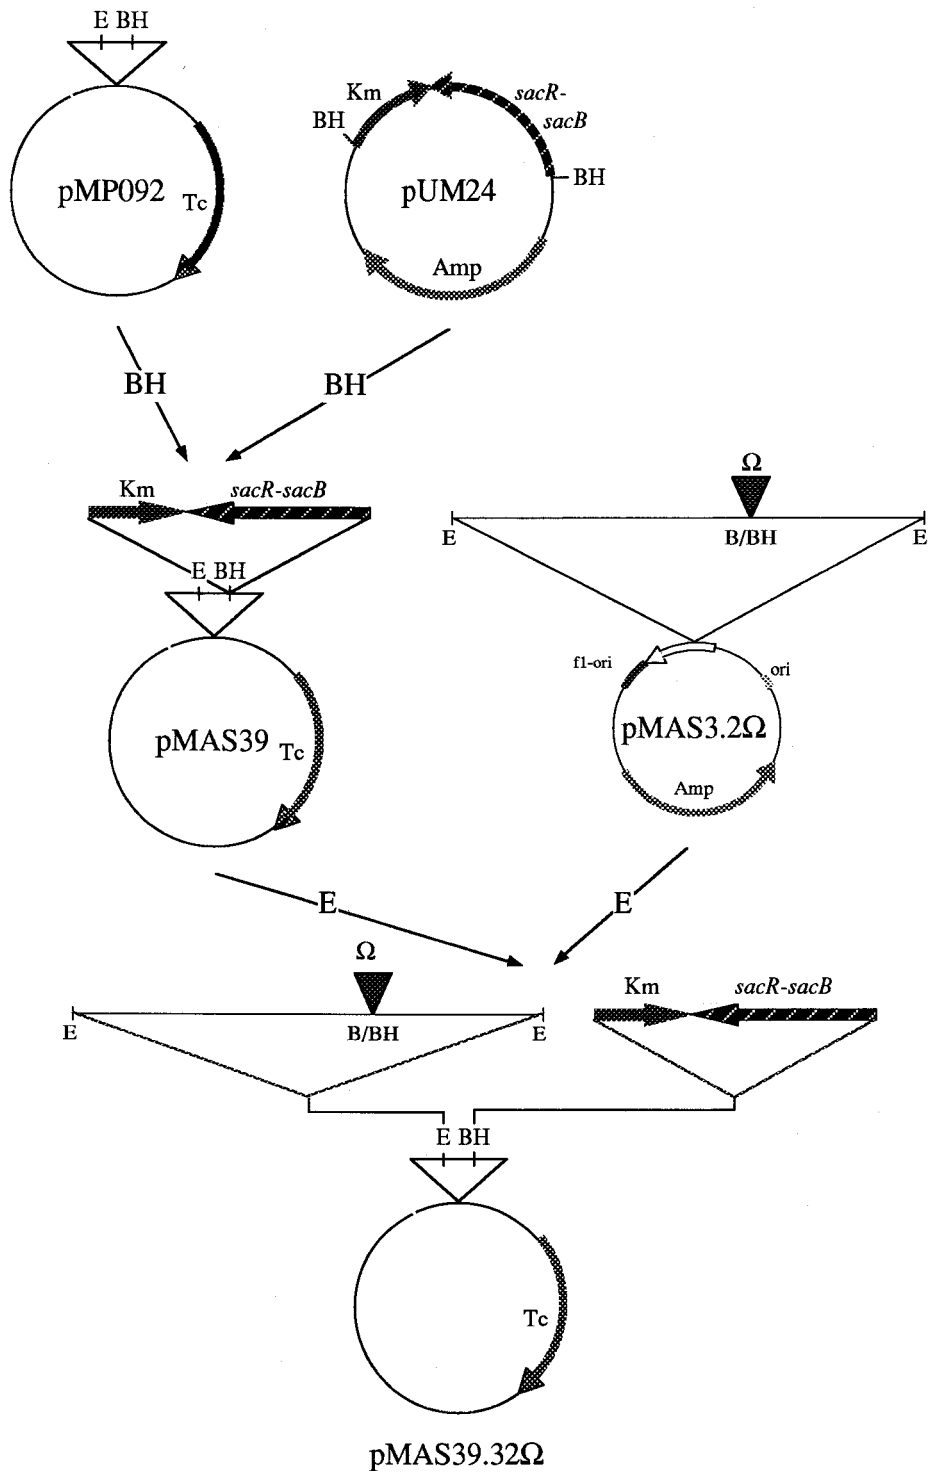 E BH
pMP092
Tc
Km
sacR-
sacB
BH
BH
pUM24
Amp
BH
BH
Km
sacR-sacB
E BH
pMAS39
Tc
Ω
E
B/BH
E
f1-ori
ori
pMAS3.2Ω
Amp
E
E
Ω
E
B/BH
E
Km
sacR-sacB
E BH
Tc
pMAS39.32Ω